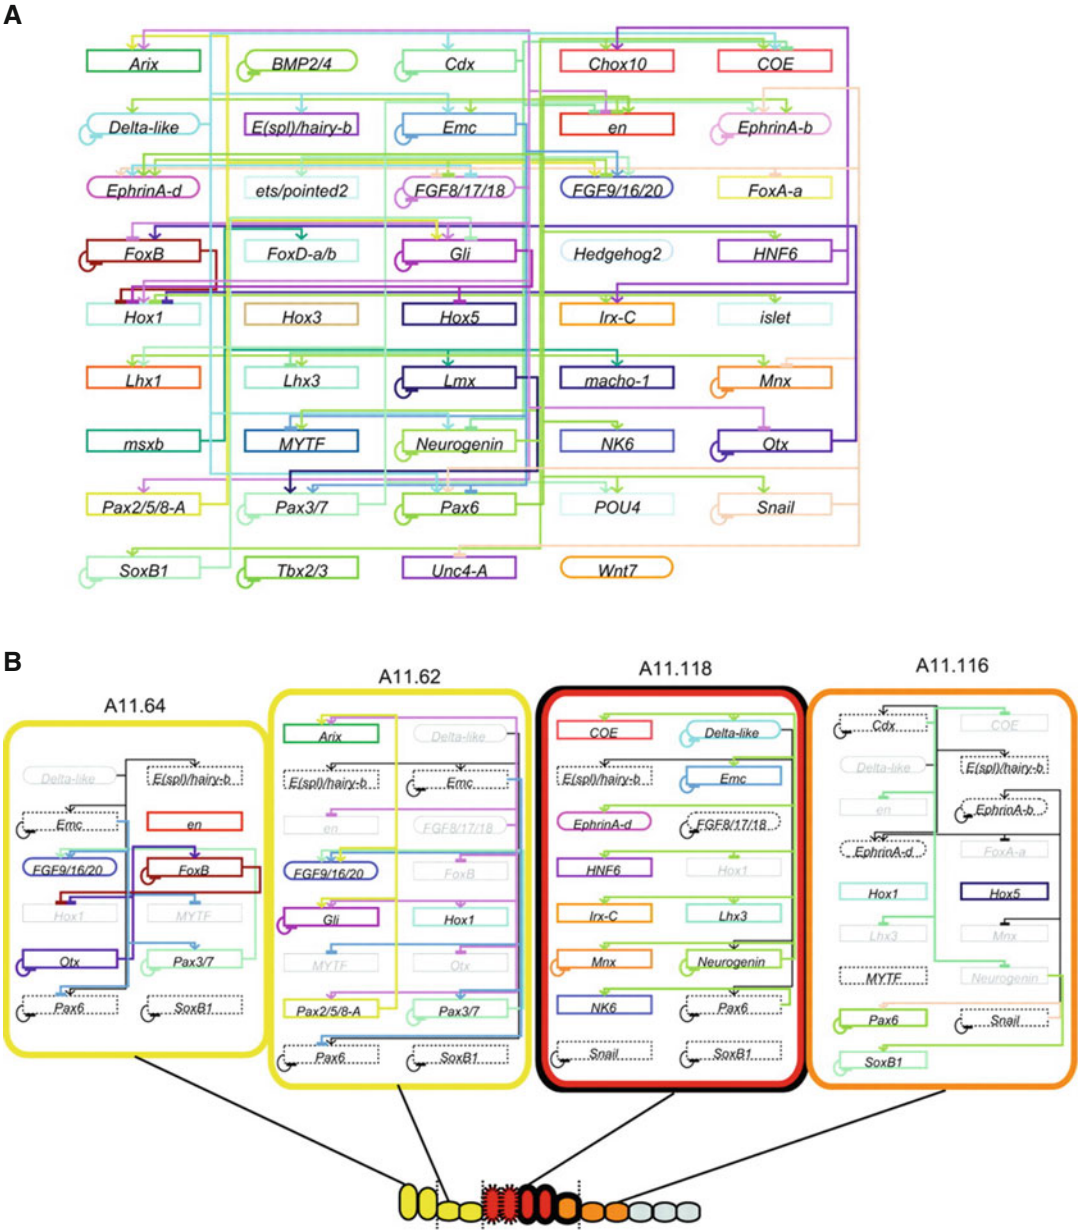 A
Arix BMP2/4 Cdx Chox10 COE
Delta-like E(spl)/hairy-b Emc en EphrinA-b
EphrinA-d ets/pointed2 FGF8/17/18 FGF9/16/20 FoxA-a
FoxB FoxD-a/b Gli Hedgehog2 HNF6
Hox1 Hox3 Hox5 Irx-C islet
Lhx1 Lhx3 Lmx macho-1 Mnx
msxb MYTF Neurogenin NK6 Otx
Pax2/5/8-A Pax3/7 Pax6 POU4 Snail
SoxB1 Tbx2/3 Unc4-A Wnt7
B
A11.64
Delta-like E(spl)/hairy-b
Emc en
FGF9/16/20 FoxB
Hox1 MYTF
Otx Pax3/7
Pax6 SoxB1
A11.62
Arix Delta-like
E(spl)/hairy-b Emc
en FGF8/17/18
FGF9/16/20 FoxB
Gli Hox1
MYTF Otx
Pax2/5/8-A Pax3/7
Pax6 SoxB1
A11.118
COE Delta-like
E(spl)/hairy-b Emc
EphrinA-d FGF8/17/18
HNF6 Hox1
Irx-C Lhx3
Mnx Neurogenin
NK6 Pax6
Snail SoxB1
A11.116
Cdx COE
Delta-like E(spl)/hairy-b
en EphrinA-b
EphrinA-d FoxA-a
Hox1 Hox5
Lhx3 Mnx
MYTF Neurogenin
Pax6 Snail
SoxB1